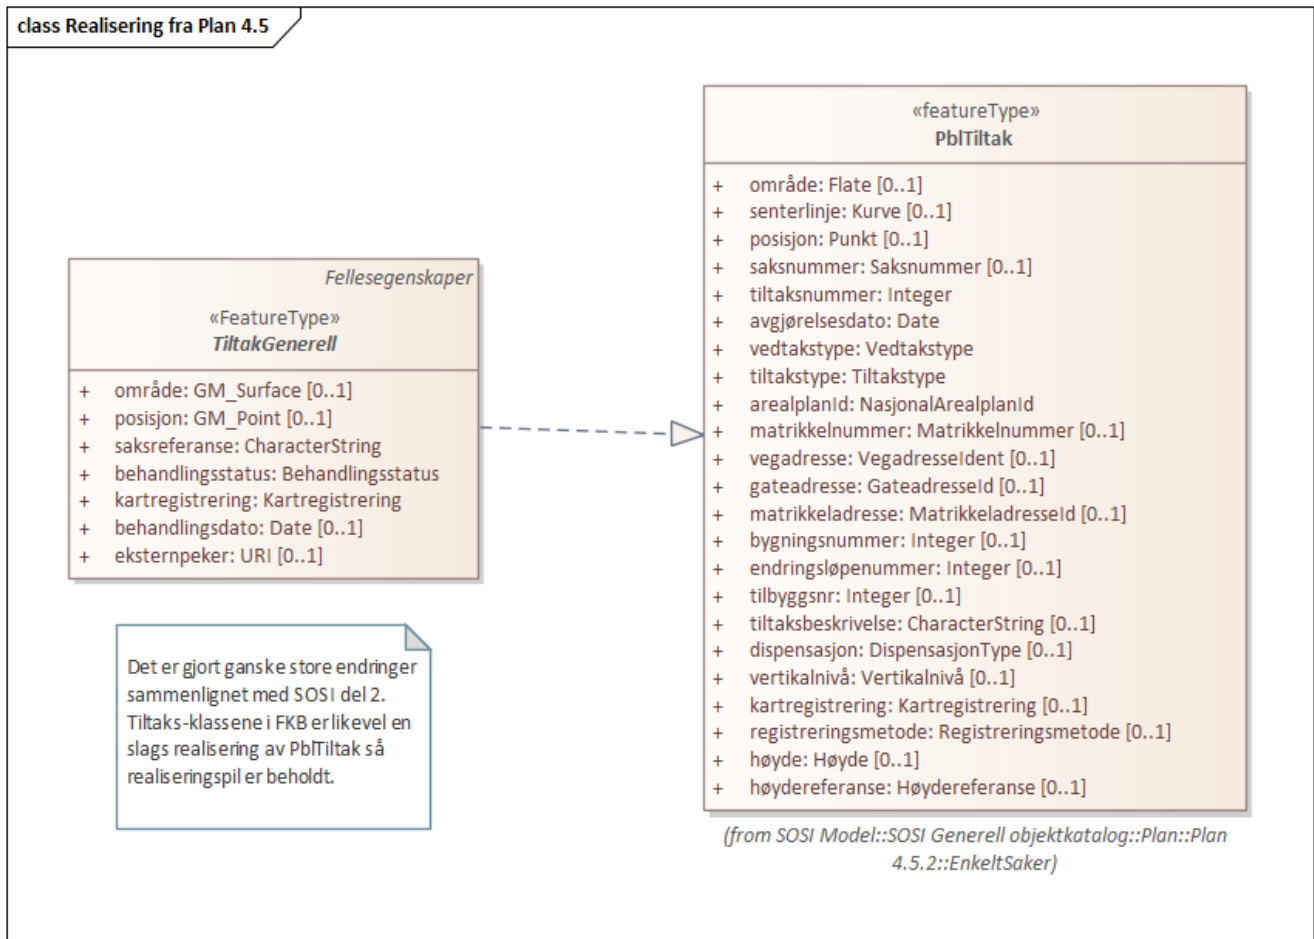 class Realisering fra Plan 4.5
Fellesegenskaper
«FeatureType»
TiltakGenerell
+ område: GM_Surface [0..1]
+ posisjon: GM_Point [0..1]
+ saksreferanse: CharacterString
+ behandlingsstatus: Behandlingsstatus
+ kartregistrering: Kartregistrering
+ behandlingsdato: Date [0..1]
+ eksternpeker: URI [0..1]
Det er gjort ganske store endringer
sammenlignet med SOSI del 2.
Tiltaks-klassene i FKB er likevel en
slags realisering av PblTiltak så
realiseringspil er beholdt.
«featureType»
PblTiltak
+ område: Flate [0..1]
+ senterlinje: Kurve [0..1]
+ posisjon: Punkt [0..1]
+ saksnummer: Saksnummer [0..1]
+ tiltaksnummer: Integer
+ avgjørelsesdato: Date
+ vedtakstype: Vedtakstype
+ tiltakstype: Tiltakstype
+ arealplanId: NasjonalArealplanId
+ matrikkelnummer: Matrikkelnummer [0..1]
+ vegadresse: VegadresseIdent [0..1]
+ gateadresse: GateadresseId [0..1]
+ matrikkeladresse: MatrikkeladresseId [0..1]
+ bygningsnummer: Integer [0..1]
+ endringsløpenummer: Integer [0..1]
+ tilbyggsnr: Integer [0..1]
+ tiltaksbeskrivelse: CharacterString [0..1]
+ dispensasjon: DispensasjonType [0..1]
+ vertikalnivå: Vertikalnivå [0..1]
+ kartregistrering: Kartregistrering [0..1]
+ registreringsmetode: Registreringsmetode [0..1]
+ høyde: Høyde [0..1]
+ høydereferanse: Høydereferanse [0..1]
(from SOSI Model::SOSI Generell objektkatalog::Plan::Plan
4.5.2::EnkeltSaker)